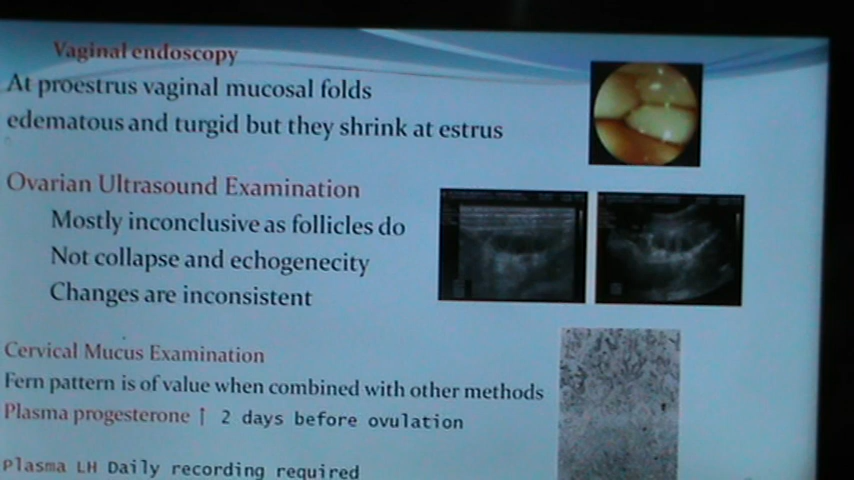 Vaginal endoscopy
At proestrus vaginal mucosal folds
edematous and turgid but they shrink at estrus
Ovarian Ultrasound Examination
Mostly inconclusive as follicles do
Not collapse and echogenecity
Changes are inconsistent
Cervical Mucus Examination
Fern pattern is of value when combined with other methods
Plasma progesterone ↑ 2 days before ovulation
Plasma LH Daily recording required